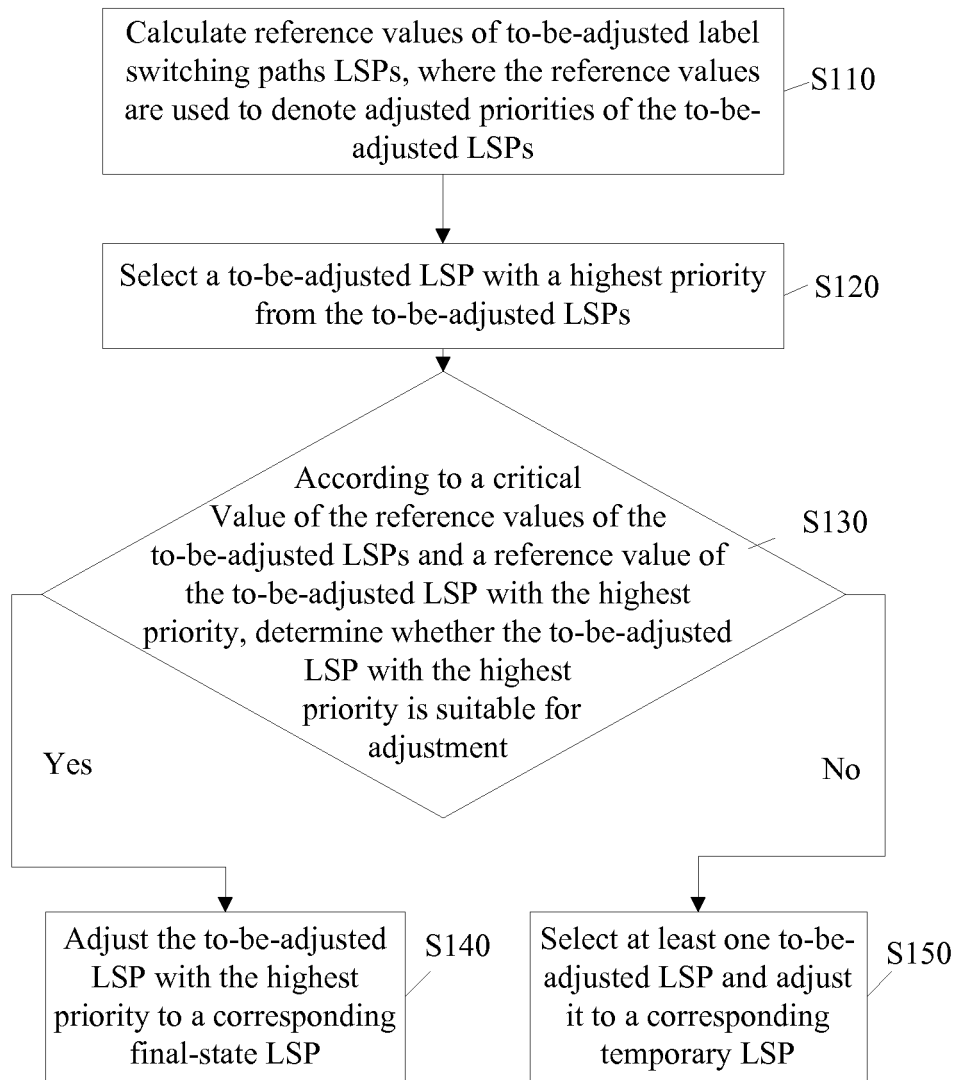 Calculate reference values of to-be-adjusted label
switching paths LSPs, where the reference values
are used to denote adjusted priorities of the to-be-
adjusted LSPs
S110
Select a to-be-adjusted LSP with a highest priority
from the to-be-adjusted LSPs
S120
According to a critical
Value of the reference values of the
to-be-adjusted LSPs and a reference value of
the to-be-adjusted LSP with the highest
priority, determine whether the to-be-adjusted
LSP with the highest
priority is suitable for
adjustment
S130
Yes
No
Adjust the to-be-adjusted
LSP with the highest
priority to a corresponding
final-state LSP
S140
Select at least one to-be-
adjusted LSP and adjust
it to a corresponding
temporary LSP
S150